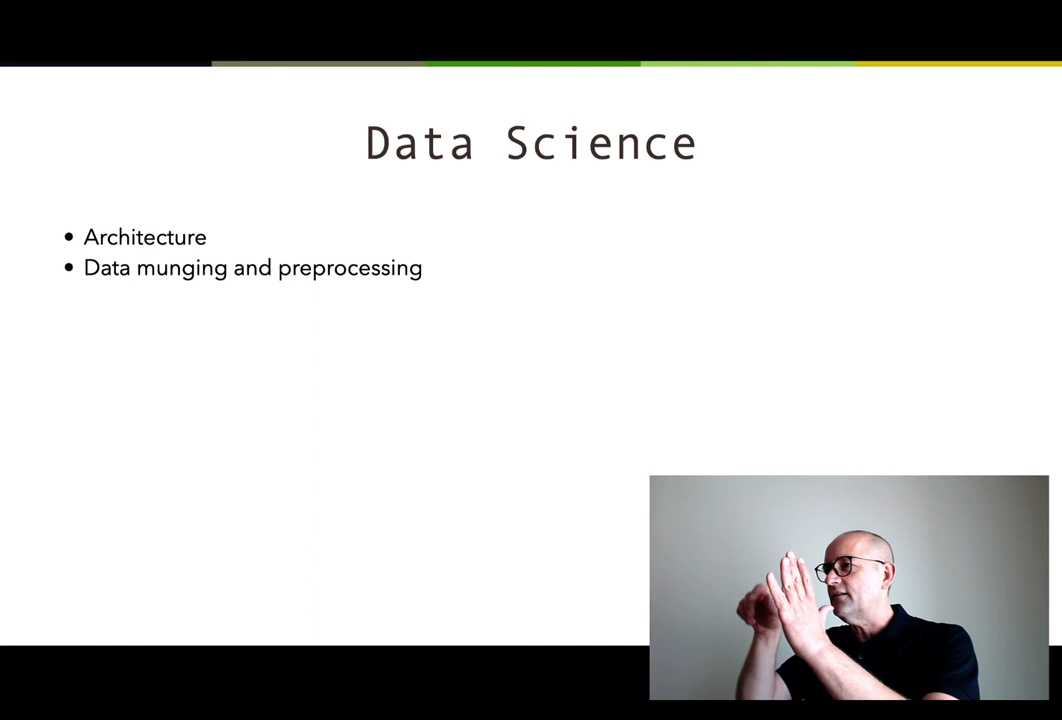 Data Science
• Architecture
• Data munging and preprocessing